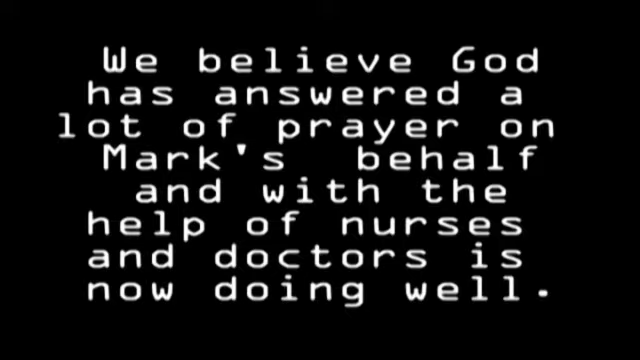 We believe God
has answered a
lot of prayer on
Mark's behalf
and with the
help of nurses
and doctors is
now doing well.